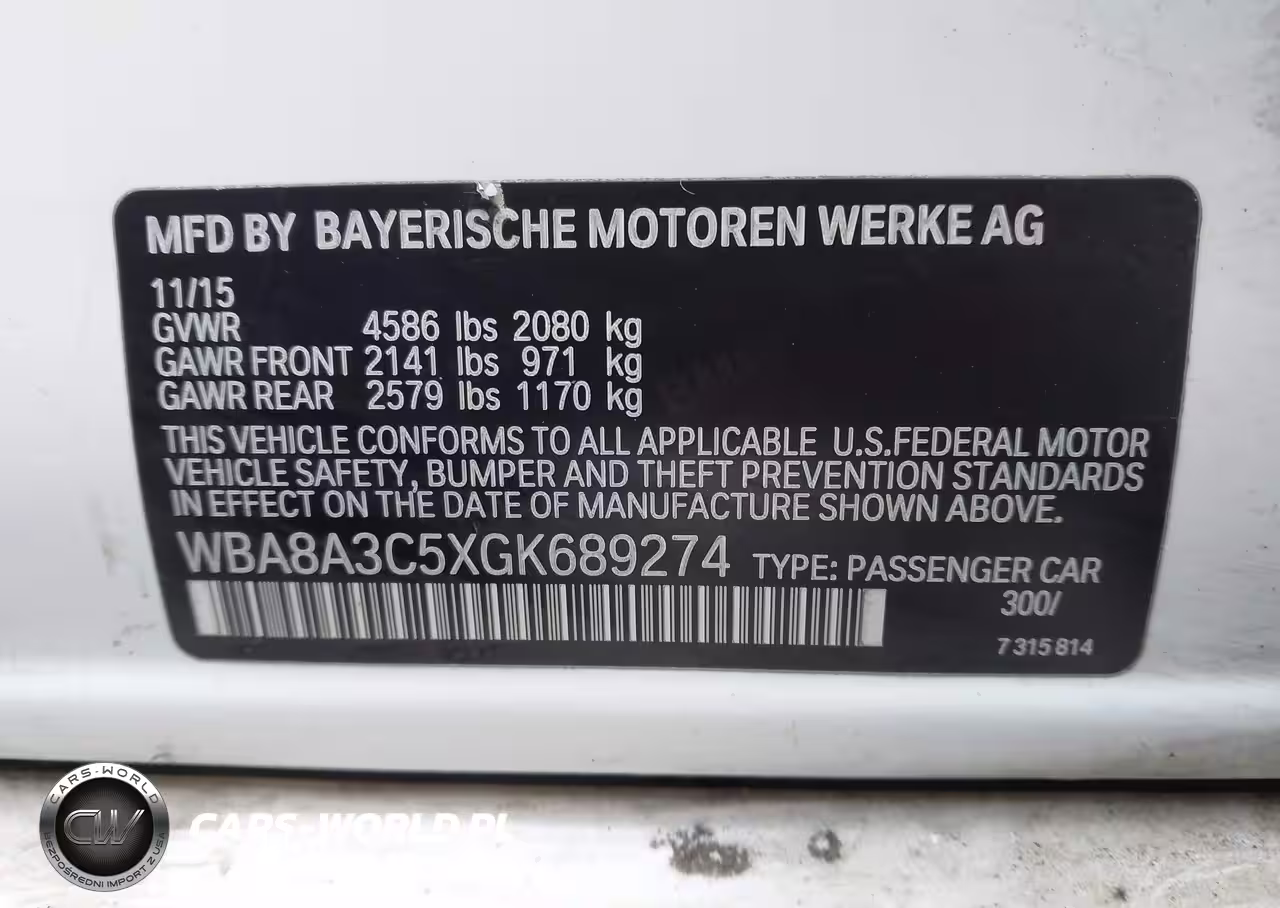 MFD BY BAYERISCHE MOTOREN WERKE AG
11/15
GVWR 4586 lbs 2080 kg
GAWR FRONT 2141 lbs 971 kg
GAWR REAR 2579 lbs 1170 kg
THIS VEHICLE CONFORMS TO ALL APPLICABLE U.S.FEDERAL MOTOR
VEHICLE SAFETY, BUMPER AND THEFT PREVENTION STANDARDS
IN EFFECT ON THE DATE OF MANUFACTURE SHOWN ABOVE.
WBA8A3C5XGK689274 TYPE: PASSENGER CAR
300/
7 315 814
CARS-WORLD
CW
BEZPOŚREDNI IMPORT Z USA
CARS-WORLD.PL